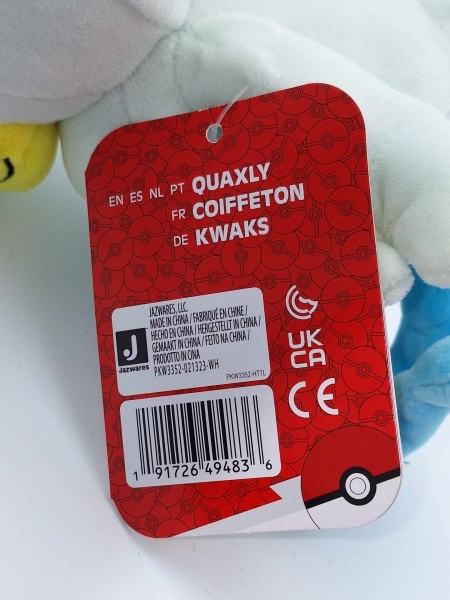 EN ES NL PT QUAXLY
FR COIFFETON
DE KWAKS
JAZWARES, LLC.
MADE IN CHINA / FABRIQUÉ EN CHINE /
HECHO EN CHINA / HERGESTELLT IN CHINA /
GEMAAKT IN CHINA / FEITO NA CHINA /
PRODOTTO IN CINA
PKW3352-021323-WH
J
Jazwares
PKW3352-HTTL
UK
CA
CE
1 91726 49483 6